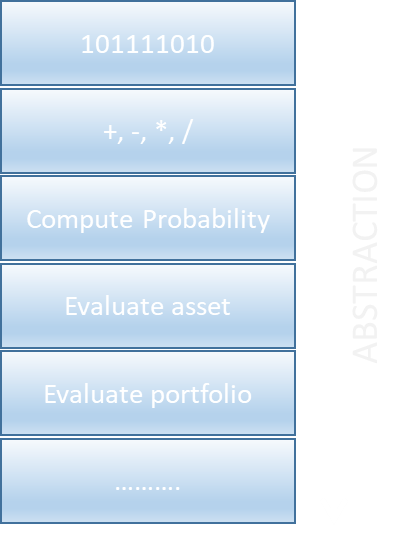 101111010
+, -, *, /
Compute Probability
Evaluate asset
Evaluate portfolio
..........
ABSTRACTION